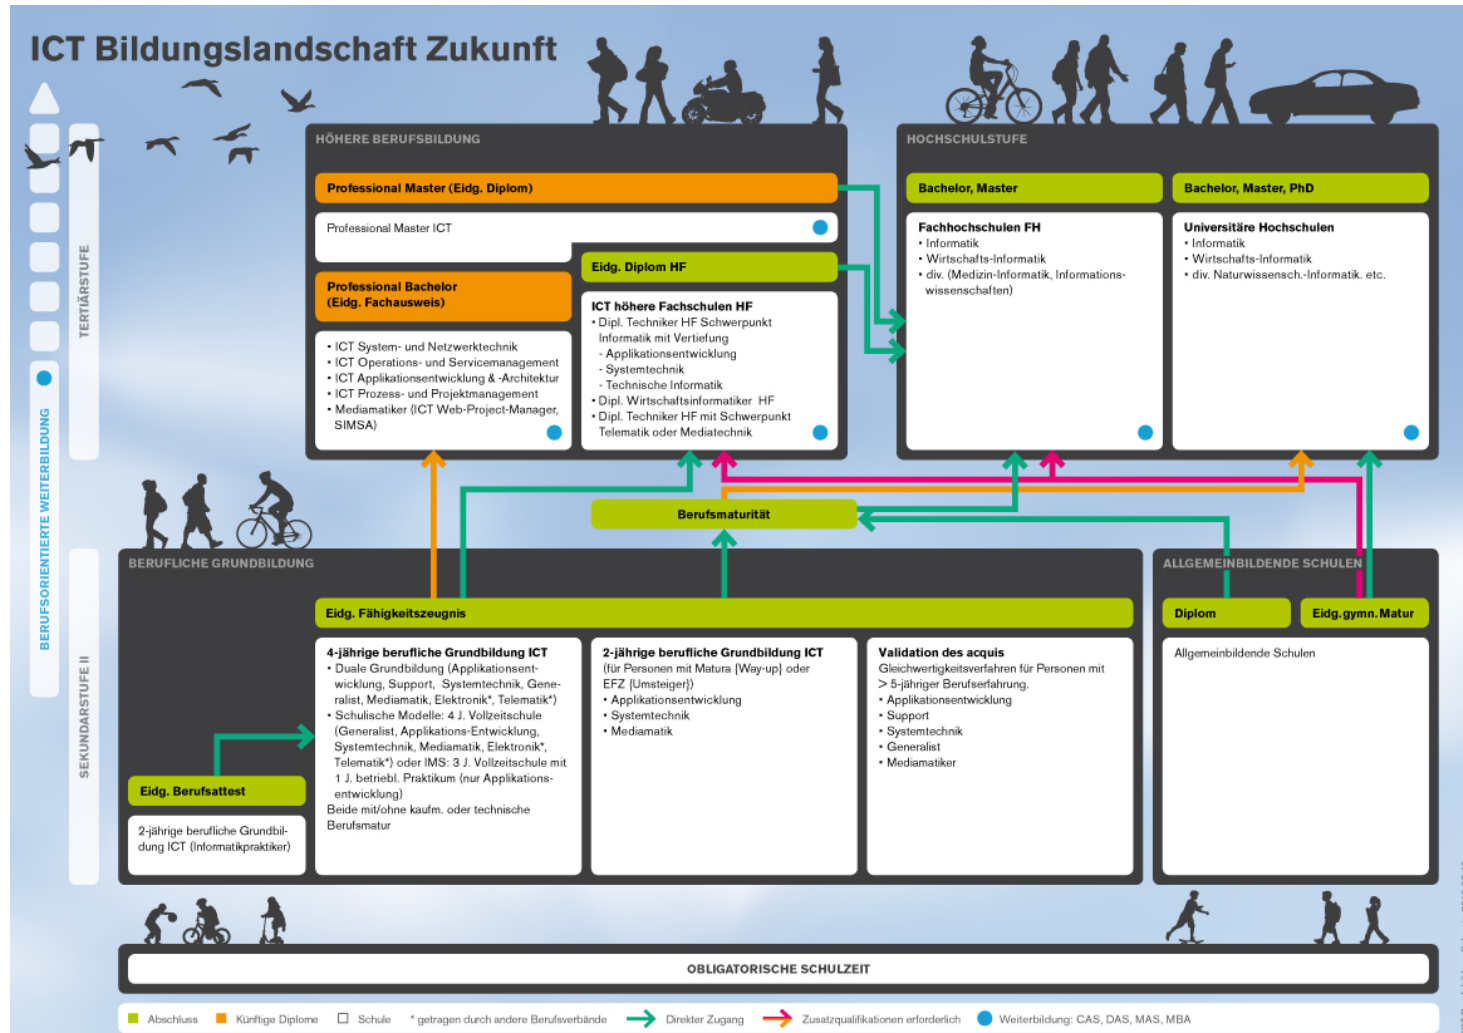 ICT Bildungslandschaft Zukunft
BERUFSORIENTIERTE WEITERBILDUNG
TERTIÄRSTUFE
SEKUNDARSTUFE II
HÖHERE BERUFSBILDUNG
Professional Master (Eidg. Diplom)
Professional Master ICT
Professional Bachelor
(Eidg. Fachausweis)
• ICT System- und Netzwerktechnik
• ICT Operations- und Servicemanagement
• ICT Applikationsentwicklung & -Architektur
• ICT Prozess- und Projektmanagement
• Mediamatiker (ICT Web-Project-Manager,
SIMSA)
Eidg. Diplom HF
ICT höhere Fachschulen HF
• Dipl. Techniker HF Schwerpunkt
Informatik mit Vertiefung
- Applikationsentwicklung
- Systemtechnik
- Technische Informatik
• Dipl. Wirtschaftsinformatiker HF
• Dipl. Techniker HF mit Schwerpunkt
Telematik oder Mediatechnik
HOCHSCHULSTUFE
Bachelor, Master
Fachhochschulen FH
• Informatik
• Wirtschafts-Informatik
• div. (Medizin-Informatik, Informations-
wissenschaften)
Bachelor, Master, PhD
Universitäre Hochschulen
• Informatik
• Wirtschafts-Informatik
• div. Naturwissensch.-Informatik. etc.
Berufsmaturität
BERUFLICHE GRUNDBILDUNG
Eidg. Fähigkeitszeugnis
Eidg. Berufsattest
2-jährige berufliche Grundbil-
dung ICT (Informatikpraktiker)
4-jährige berufliche Grundbildung ICT
• Duale Grundbildung (Applikationsent-
wicklung, Support, Systemtechnik, Gene-
ralist, Mediamatik, Elektronik*, Telematik*)
• Schulische Modelle: 4 J. Vollzeitschule
(Generalist, Applikations-Entwicklung,
Systemtechnik, Mediamatik, Elektronik*,
Telematik*) oder IMS: 3 J. Vollzeitschule mit
1 J. betriebl. Praktikum (nur Applikations-
entwicklung)
Beide mit/ohne kaufm. oder technische
Berufsmatur
2-jährige berufliche Grundbildung ICT
(für Personen mit Matura {Way-up} oder
EFZ {Umsteiger})
• Applikationsentwicklung
• Systemtechnik
• Mediamatik
Validation des acquis
Gleichwertigkeitsverfahren für Personen mit
> 5-jähriger Berufserfahrung.
• Applikationsentwicklung
• Support
• Systemtechnik
• Generalist
• Mediamatiker
ALLGEMEINBILDENDE SCHULEN
Diplom
Eidg.gymn. Matur
Allgemeinbildende Schulen
OBLIGATORISCHE SCHULZEIT
Abschluss
Künftige Diplome
Schule
* getragen durch andere Berufsverbände
Direkter Zugang
Zusatzqualifikationen erforderlich
Weiterbildung: CAS, DAS, MAS, MBA